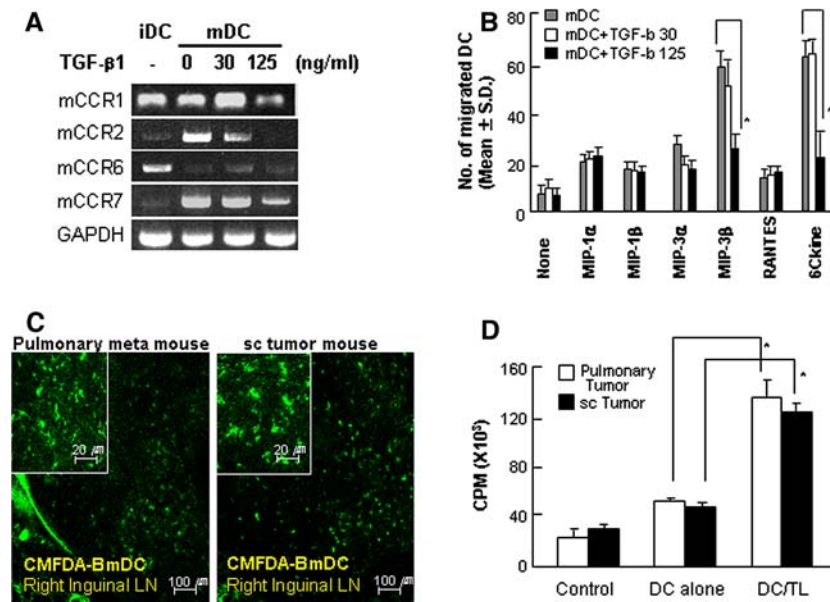 A
iDC mDC
TGF-β1 - 0 30 125 (ng/ml)
mCCR1
mCCR2
mCCR6
mCCR7
GAPDH
B
mDC
mDC+TGF-b 30
mDC+TGF-b 125
No. of migrated DC
(Mean ± S.D.)
80
60
40
20
0
*
*
None
MIP-1α
MIP-1β
MIP-3α
MIP-3β
RANTES
6Ckine
C
Pulmonary meta mouse
sc tumor mouse
20 ㎛
20 ㎛
CMFDA-BmDC
Right Inguinal LN
100 ㎛
CMFDA-BmDC
Right Inguinal LN
100 ㎛
D
Pulmonary
Tumor
sc Tumor
CPM (X10³)
160
120
80
40
0
*
*
Control DC alone DC/TL